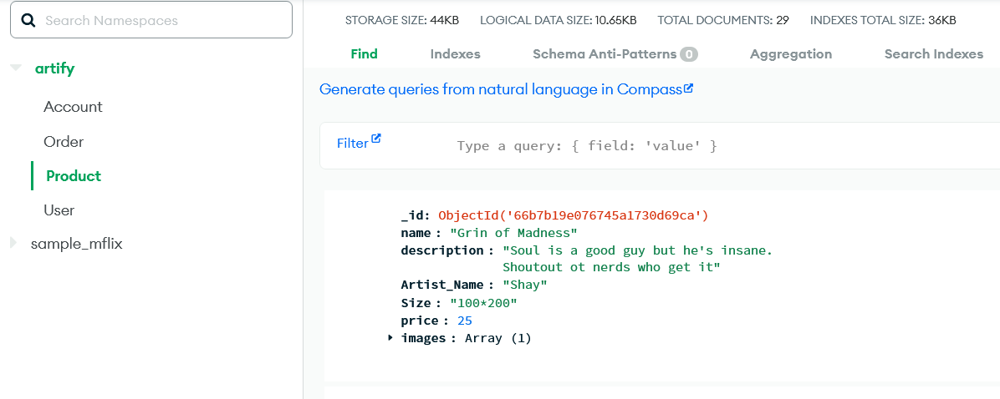 Search Namespaces
artify
Account
Order
Product
User
sample_mflix
STORAGE SIZE: 44KB LOGICAL DATA SIZE: 10.65KB TOTAL DOCUMENTS: 29 INDEXES TOTAL SIZE: 36KB
Find Indexes Schema Anti-Patterns 0 Aggregation Search Indexes
Generate queries from natural language in Compass
Filter Type a query: { field: 'value' }
_id: ObjectId('66b7b19e076745a1730d69ca')
name : "Grin of Madness"
description : "Soul is a good guy but he's insane.
Shoutout ot nerds who get it"
Artist_Name : "Shay"
Size : "100*200"
price : 25
images : Array (1)